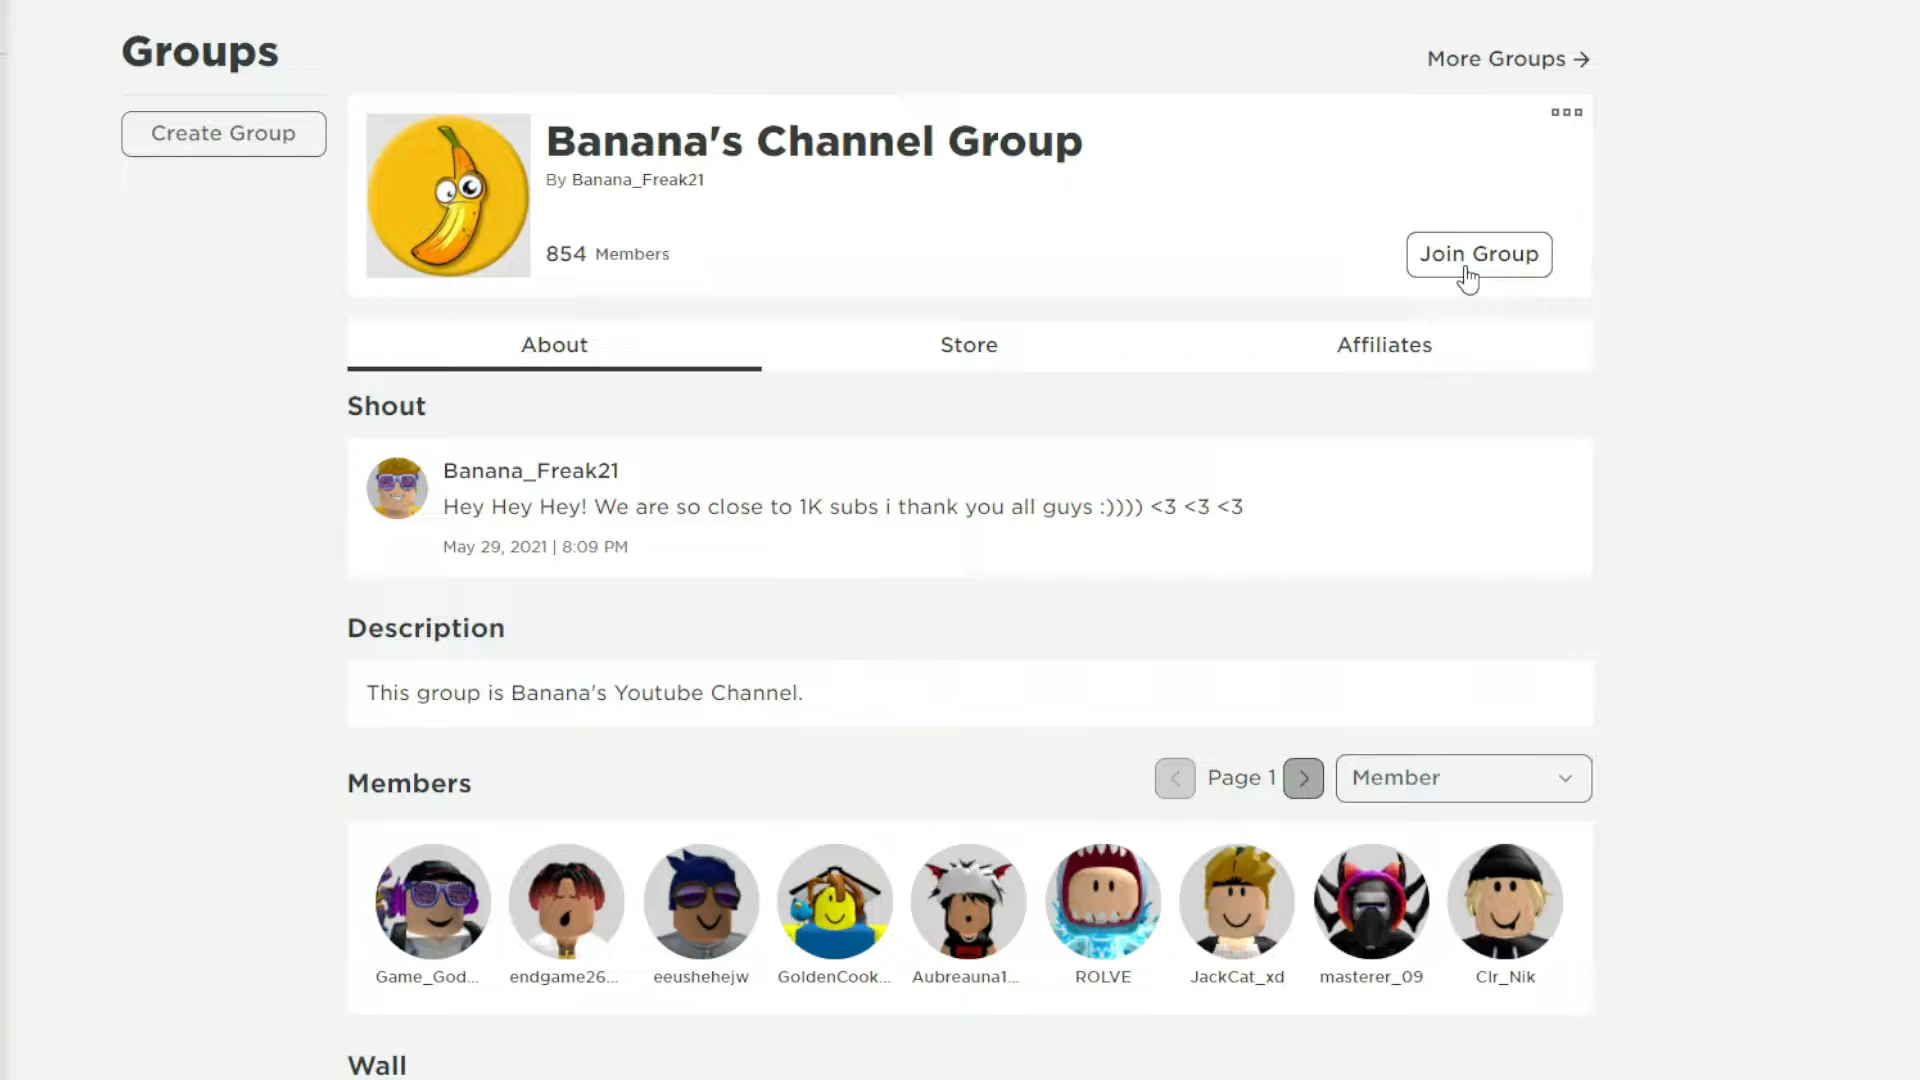 Groups
More Groups →
Create Group
Banana's Channel Group
By Banana_Freak21
854 Members
Join Group
About
Store
Affiliates
Shout
Banana_Freak21
Hey Hey Hey! We are so close to 1K subs i thank you all guys :)))) <3 <3 <3
May 29, 2021 | 8:09 PM
Description
This group is Banana's Youtube Channel.
Members
Page 1
Member
Game_God...
endgame26...
eeushehejw
GoldenCook...
Aubreauna1...
ROLVE
JackCat_xd
masterer_09
Clr_Nik
Wall